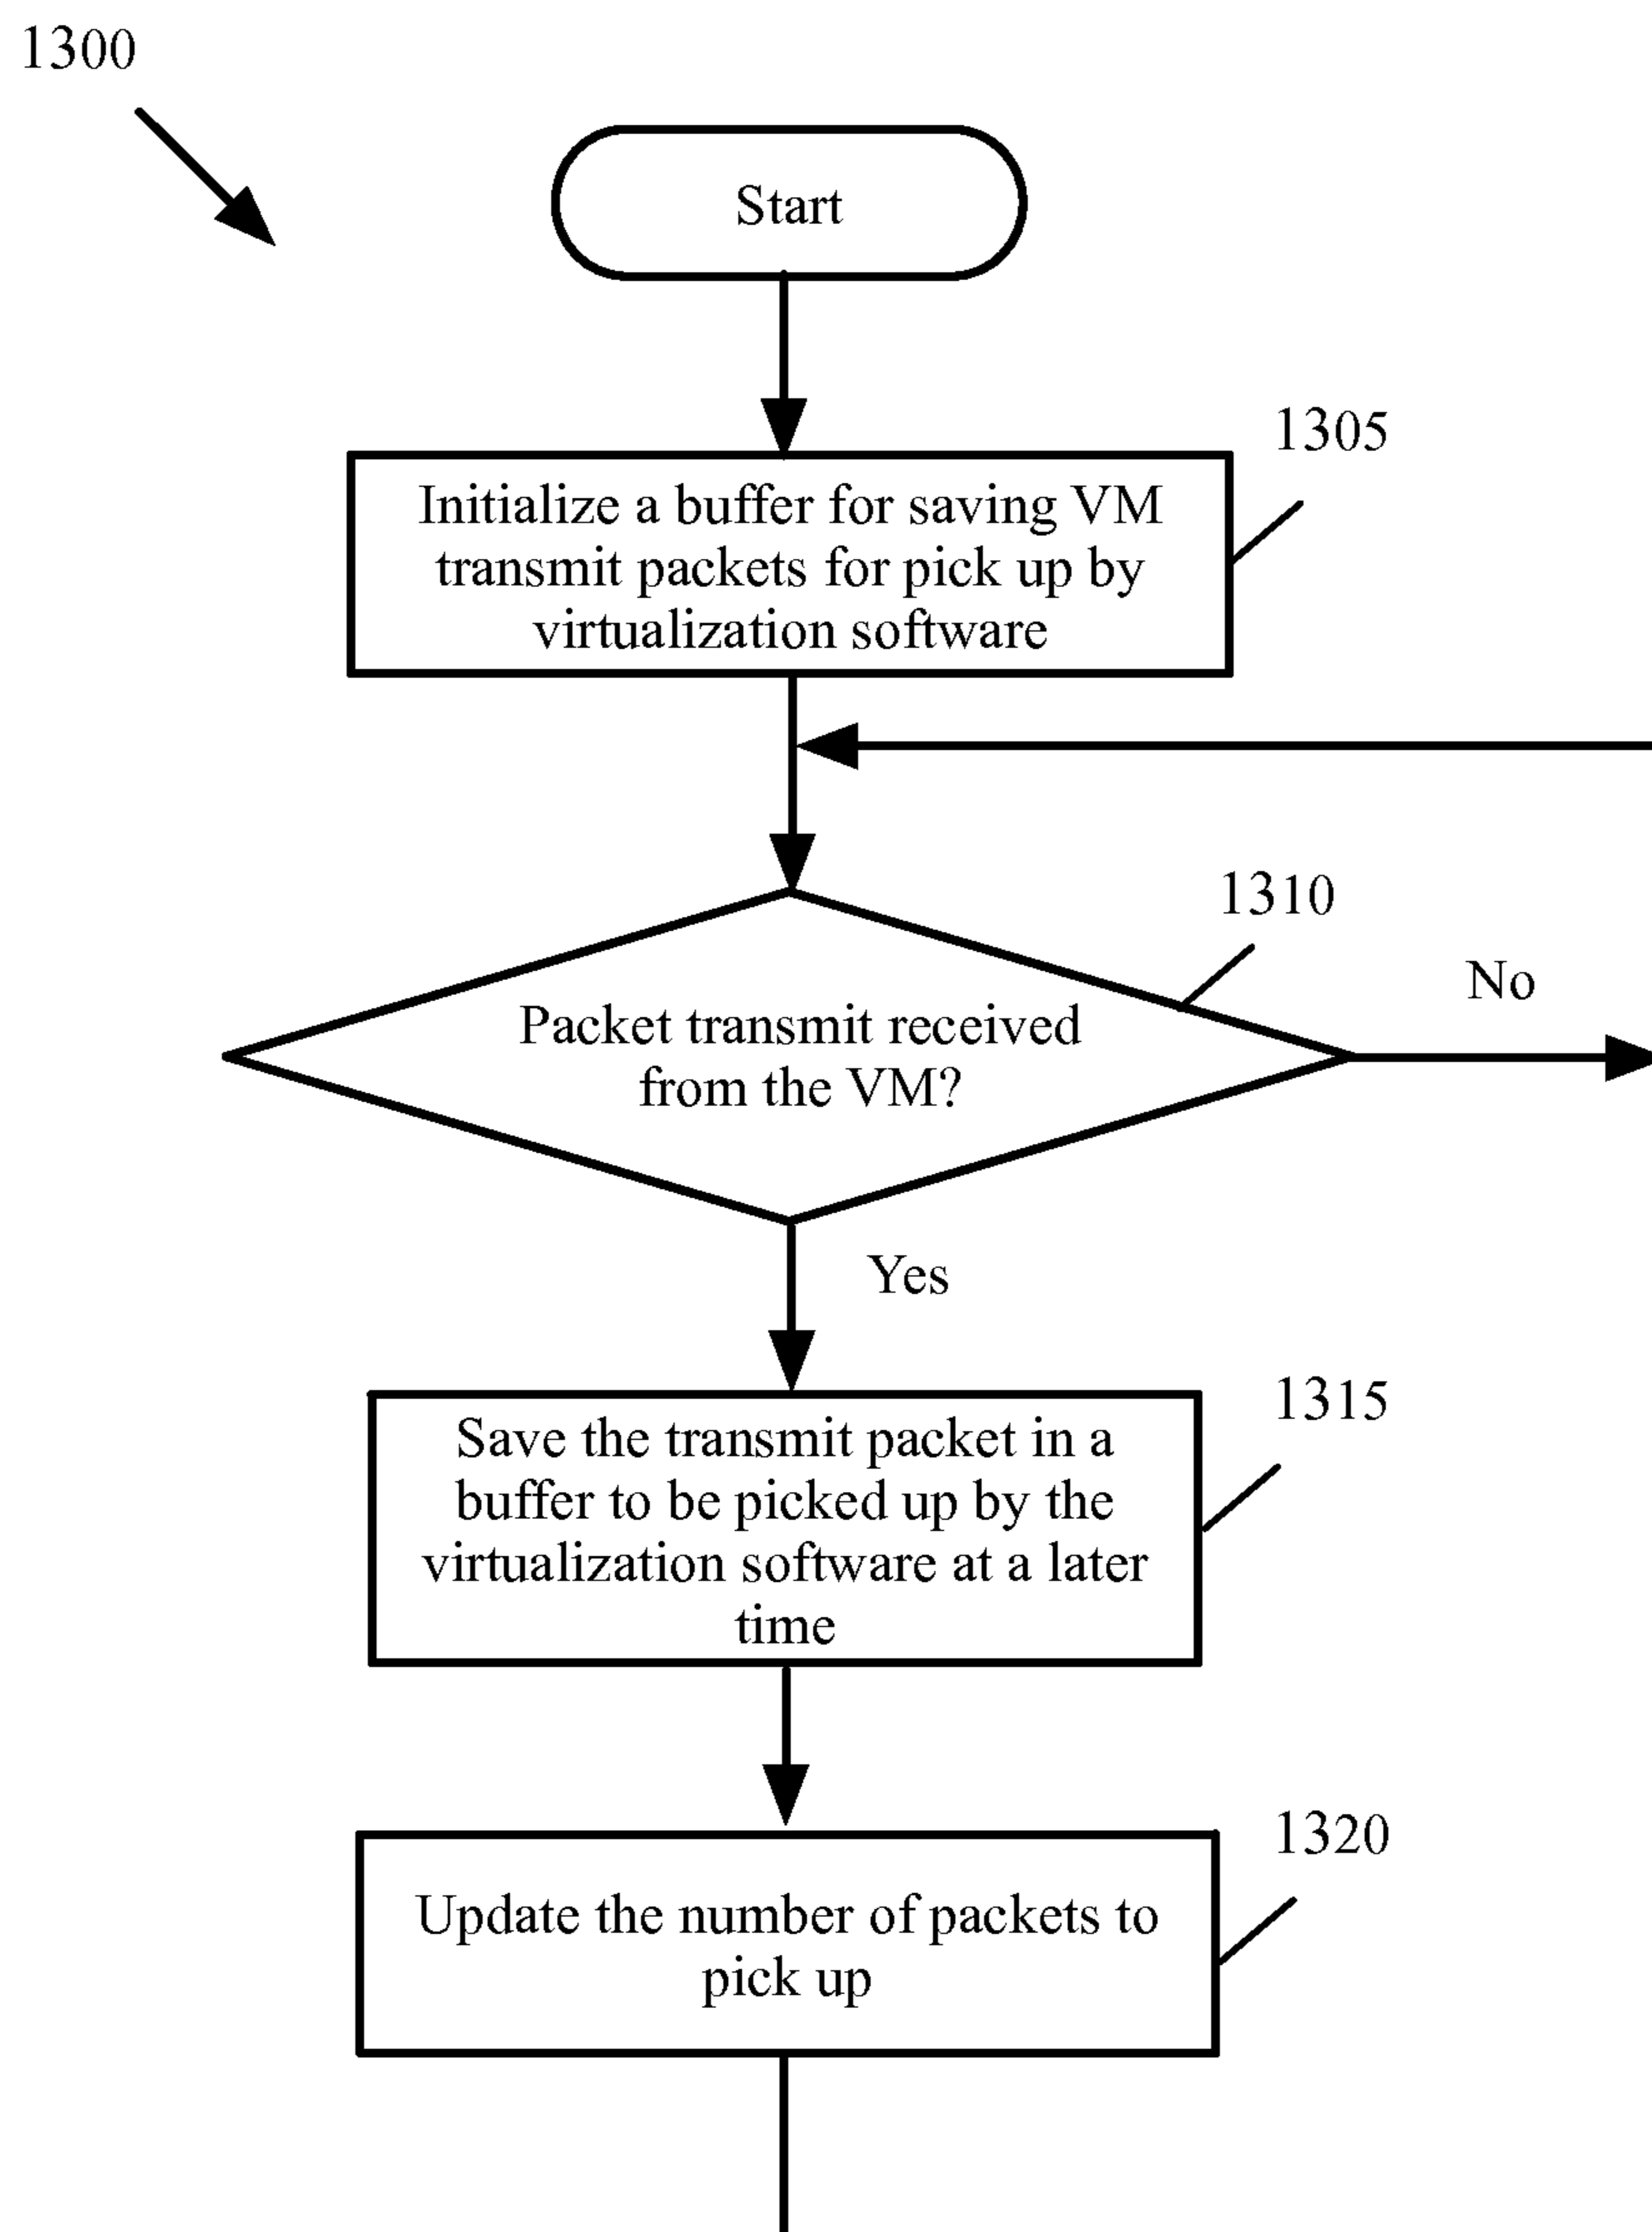 1300
Start
1305
Initialize a buffer for saving VM
transmit packets for pick up by
virtualization software
1310
No
Packet transmit received
from the VM?
Yes
1315
Save the transmit packet in a
buffer to be picked up by the
virtualization software at a later
time
1320
Update the number of packets to
pick up